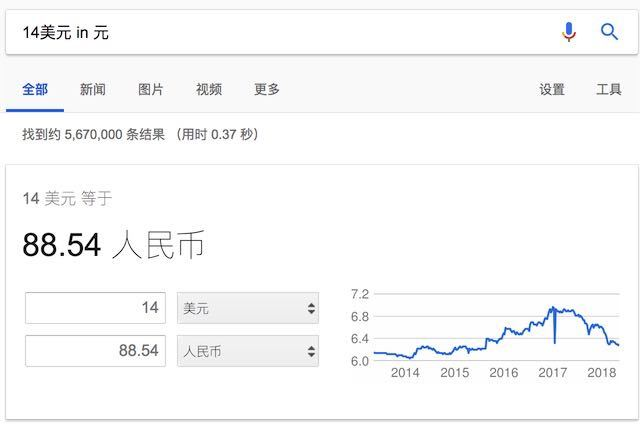 14美元 in 元
全部 新闻 图片 视频 更多 设置 工具
找到约 5,670,000 条结果 （用时 0.37 秒）
14 美元 等于
88.54 人民币
14 美元
88.54 人民币
7.2
6.8
6.4
6.0
2014 2015 2016 2017 2018